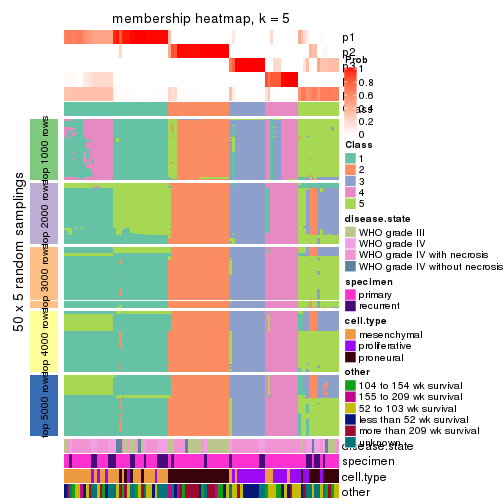 membership heatmap, k = 5
p1
p2
p3
Prob
1
0.8
0.6
0.4
0.2
0
Class
Class
1
2
3
4
5
disease.state
WHO grade III
WHO grade IV
WHO grade IV with necrosis
WHO grade IV without necrosis
specimen
primary
recurrent
cell.type
mesenchymal
proliferative
proneural
other
104 to 154 wk survival
155 to 209 wk survival
52 to 103 wk survival
less than 52 wk survival
more than 209 wk survival
unknown
50 x 5 random samplings
top 1000 rows
top 2000 rows
top 3000 rows
top 4000 rows
top 5000 rows
disease.state
specimen
cell.type
other